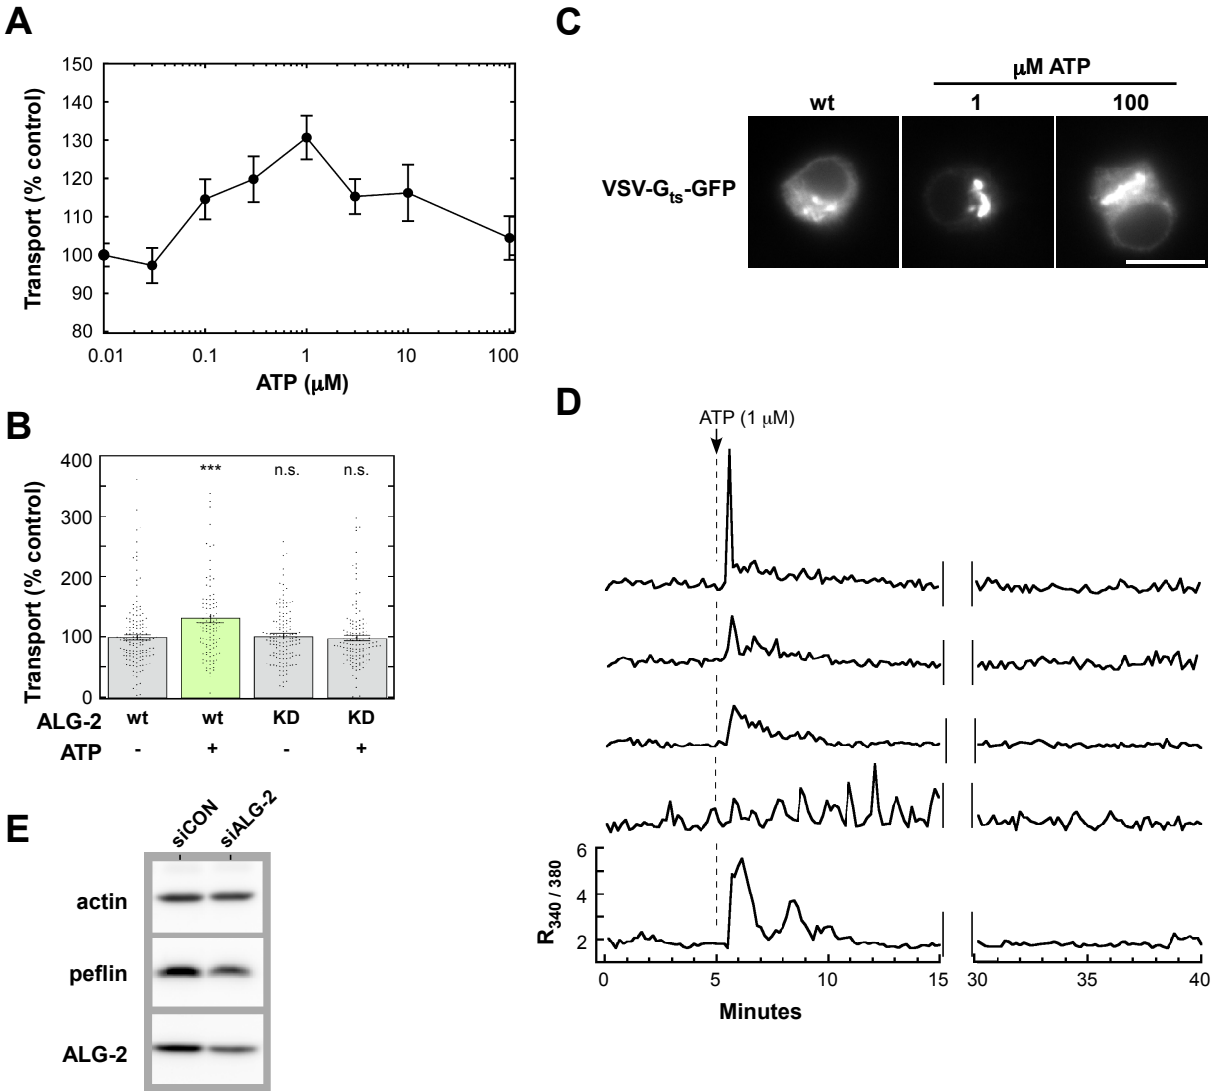 A
150
140
130
120
110
100
90
80
Transport (% control)
0.01 0.1 1 10 100
ATP (μM)
B
400
300
200
100
0
Transport (% control)
*** n.s. n.s.
ALG-2 wt wt KD KD
ATP - + - +
C
μM ATP
wt 1 100
VSV-Gts-GFP
D
ATP (1 μM)
6
4
2
R340 / 380
0 5 10 15 30 35 40
Minutes
E
siCON siALG-2
actin
peflin
ALG-2